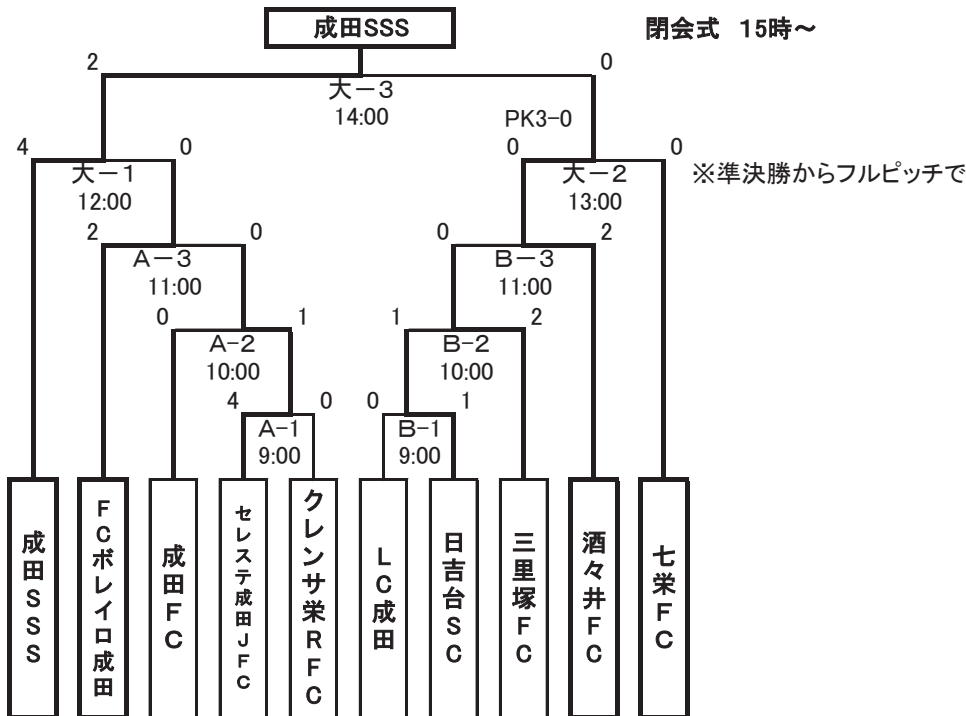 成田SSS
閉会式 15時～
2
0
大－3
14:00
PK3-0
4
0
0
0
大－1
12:00
大－2
13:00
※準決勝からフルピッチで
2
0
0
2
A－3
11:00
B－3
11:00
0
1
1
2
A-2
10:00
B-2
10:00
4
0
0
1
A-1
9:00
B-1
9:00
成田SSS
FCボレイロ成田
成田FC
セレステ成田JFC
クレンサ栄RFC
LC成田
日吉台SC
三里塚FC
酒々井FC
七栄FC